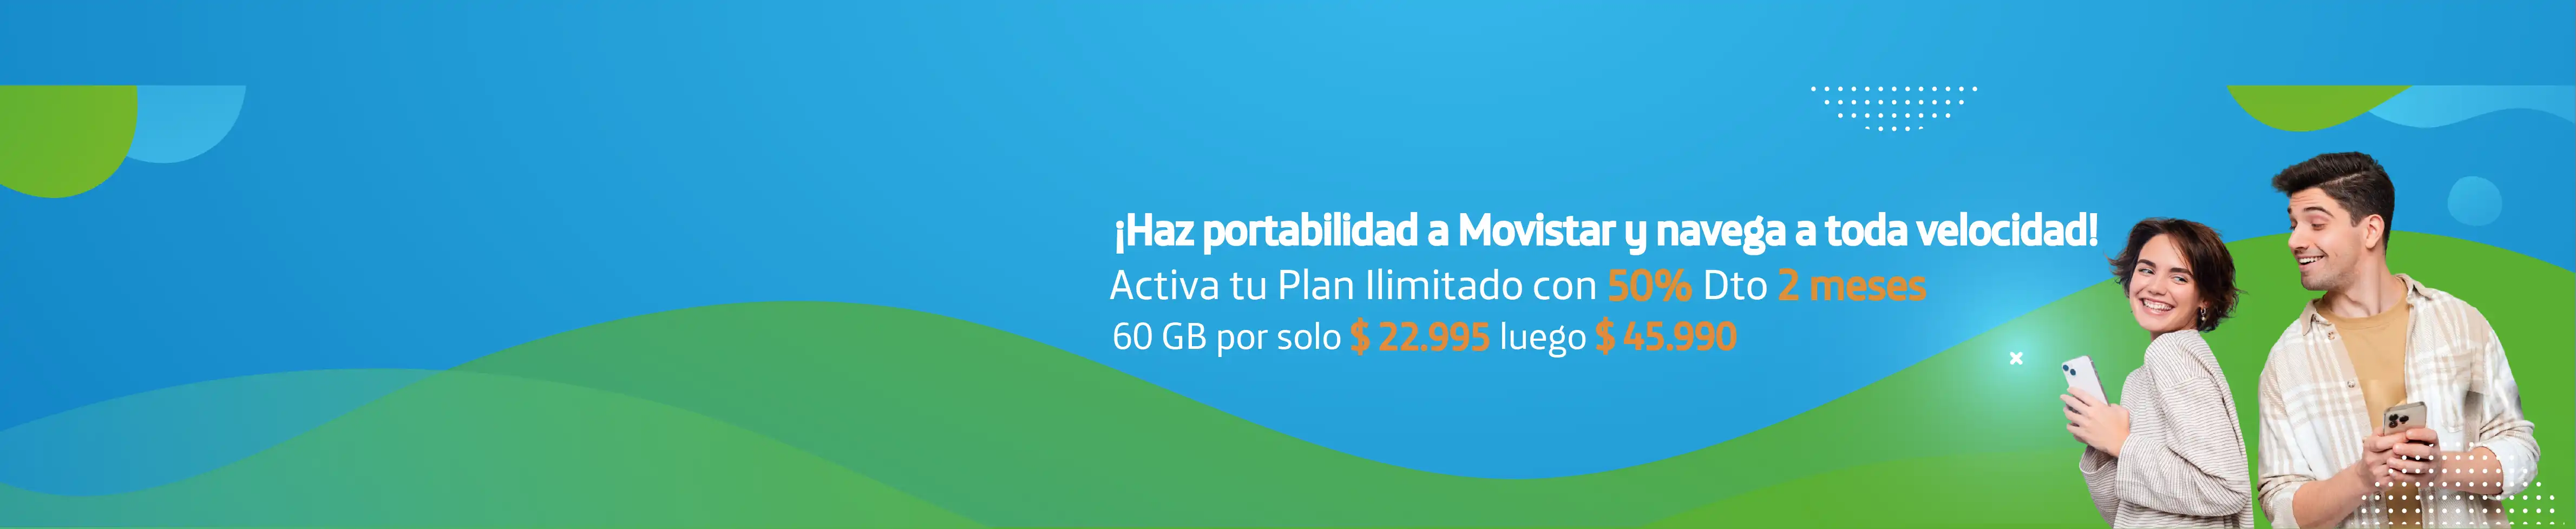 ¡Haz portabilidad a Movistar y navega a toda velocidad!
Activa tu Plan Ilimitado con 50% Dto 2 meses
60 GB por solo $ 22.995 luego $ 45.990